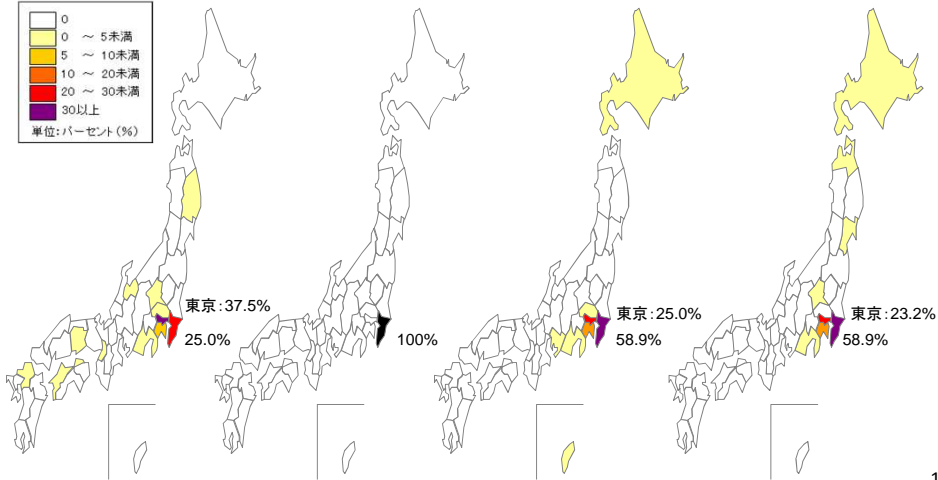 0
0 ～ 5未満
5 ～ 10未満
10 ～ 20未満
20 ～ 30未満
30以上
単位:パーセント(%)
東京:37.5%
25.0%
100%
東京:25.0%
58.9%
東京:23.2%
58.9%
1